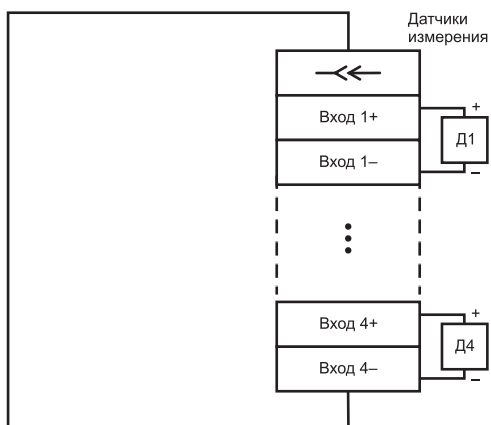 Датчики
измерения
Вход 1+
+
Д1
Вход 1–
–
Вход 4+
+
Д4
Вход 4–
–